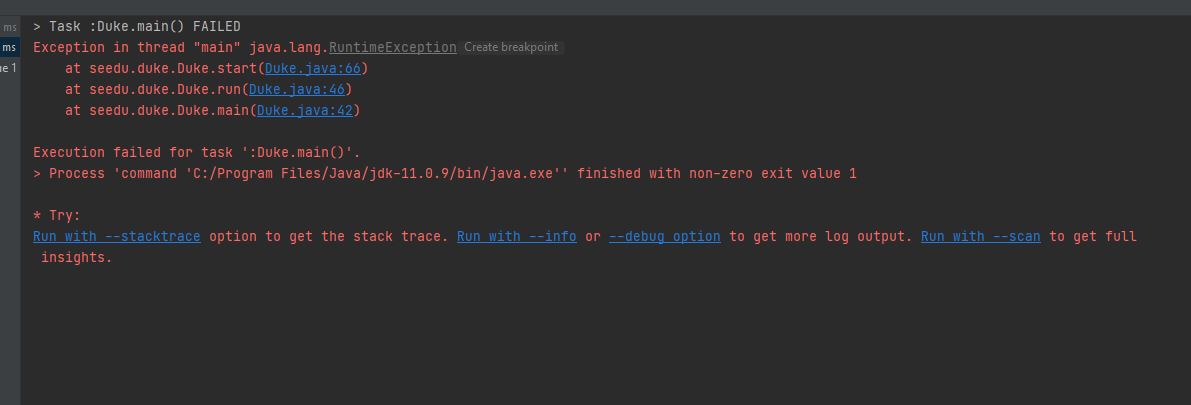 ms
> Task :Duke.main() FAILED
ms
Exception in thread "main" java.lang.RuntimeException Create breakpoint
ne 1
at seedu.duke.Duke.start(Duke.java:66)
at seedu.duke.Duke.run(Duke.java:46)
at seedu.duke.Duke.main(Duke.java:42)
Execution failed for task ':Duke.main()'.
> Process 'command 'C:/Program Files/Java/jdk-11.0.9/bin/java.exe'' finished with non-zero exit value 1
* Try:
Run with --stacktrace option to get the stack trace. Run with --info or --debug option to get more log output. Run with --scan to get full
insights.